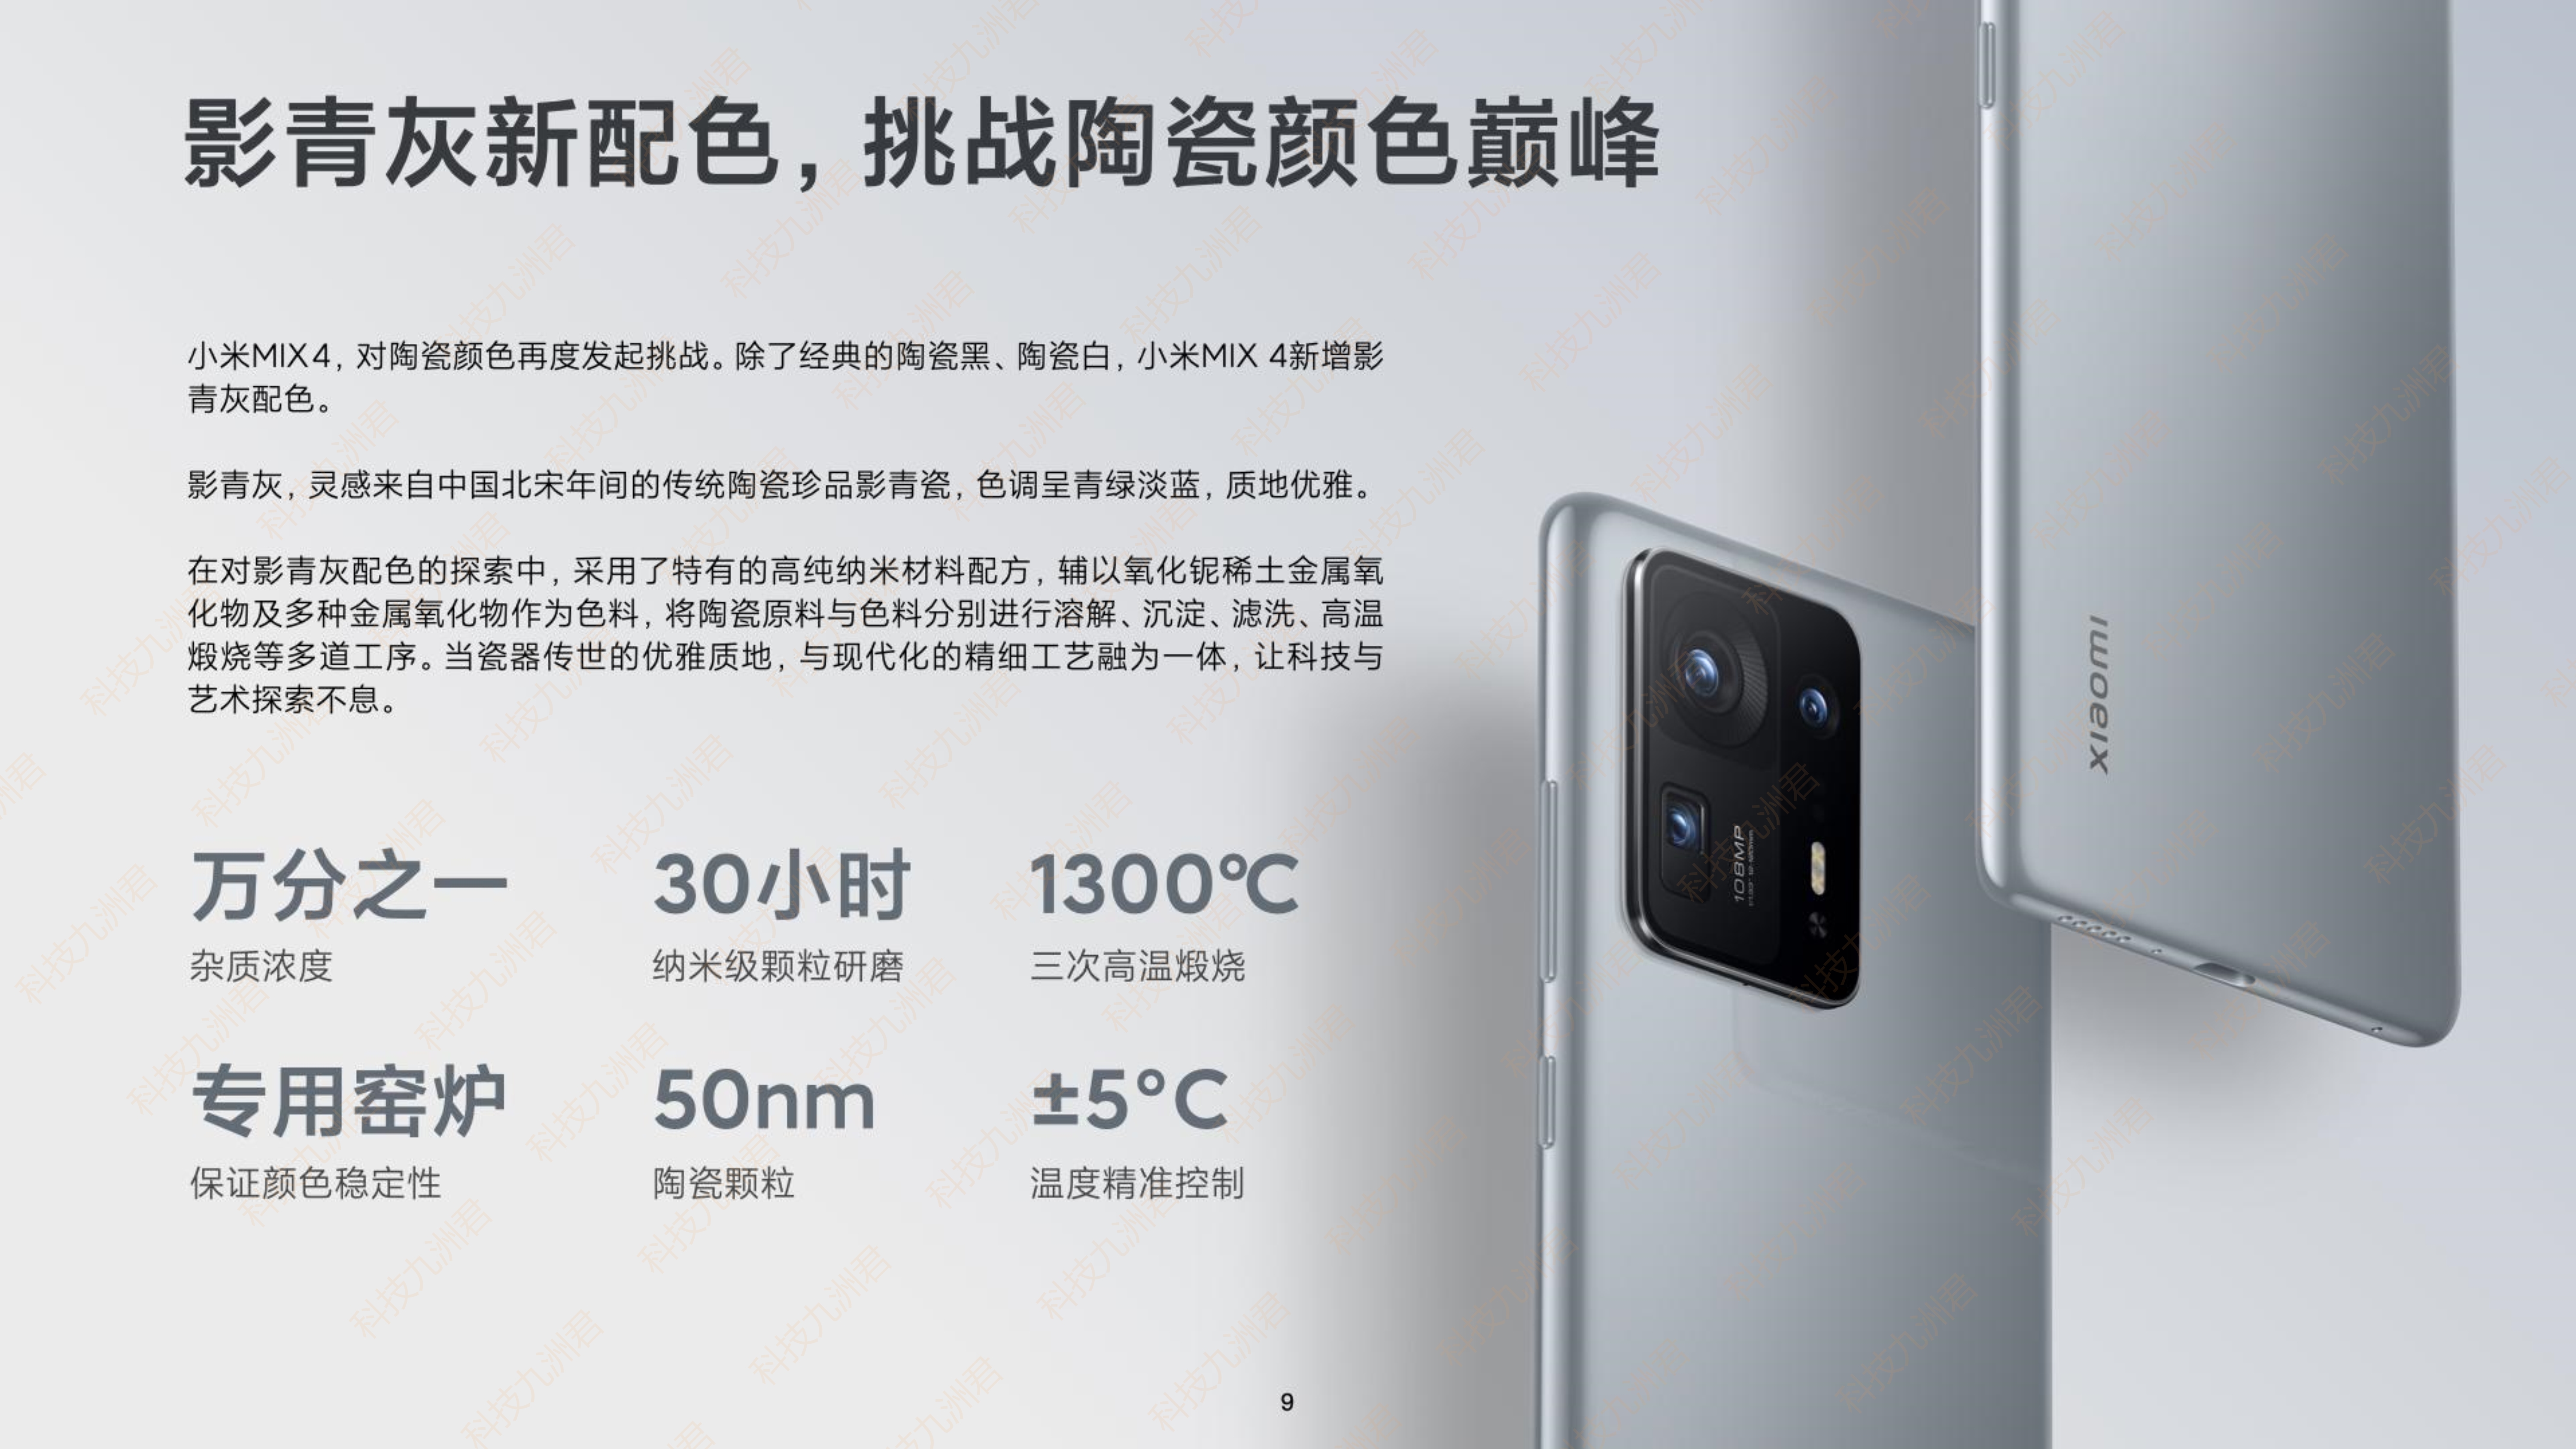 影青灰新配色，挑战陶瓷颜色巅峰
小米MIX4，对陶瓷颜色再度发起挑战。除了经典的陶瓷黑、陶瓷白，小米MIX 4新增影
青灰配色。
影青灰，灵感来自中国北宋年间的传统陶瓷珍品影青瓷，色调呈青绿淡蓝，质地优雅。
在对影青灰配色的探索中，采用了特有的高纯纳米材料配方，辅以氧化铌稀土金属氧
化物及多种金属氧化物作为色料，将陶瓷原料与色料分别进行溶解、沉淀、滤洗、高温
煅烧等多道工序。当瓷器传世的优雅质地，与现代化的精细工艺融为一体，让科技与
艺术探索不息。
万分之一
杂质浓度
30小时
纳米级颗粒研磨
1300℃
三次高温煅烧
专用窑炉
保证颜色稳定性
50nm
陶瓷颗粒
±5°C
温度精准控制
108MP
xiaomi
9
科技九洲君